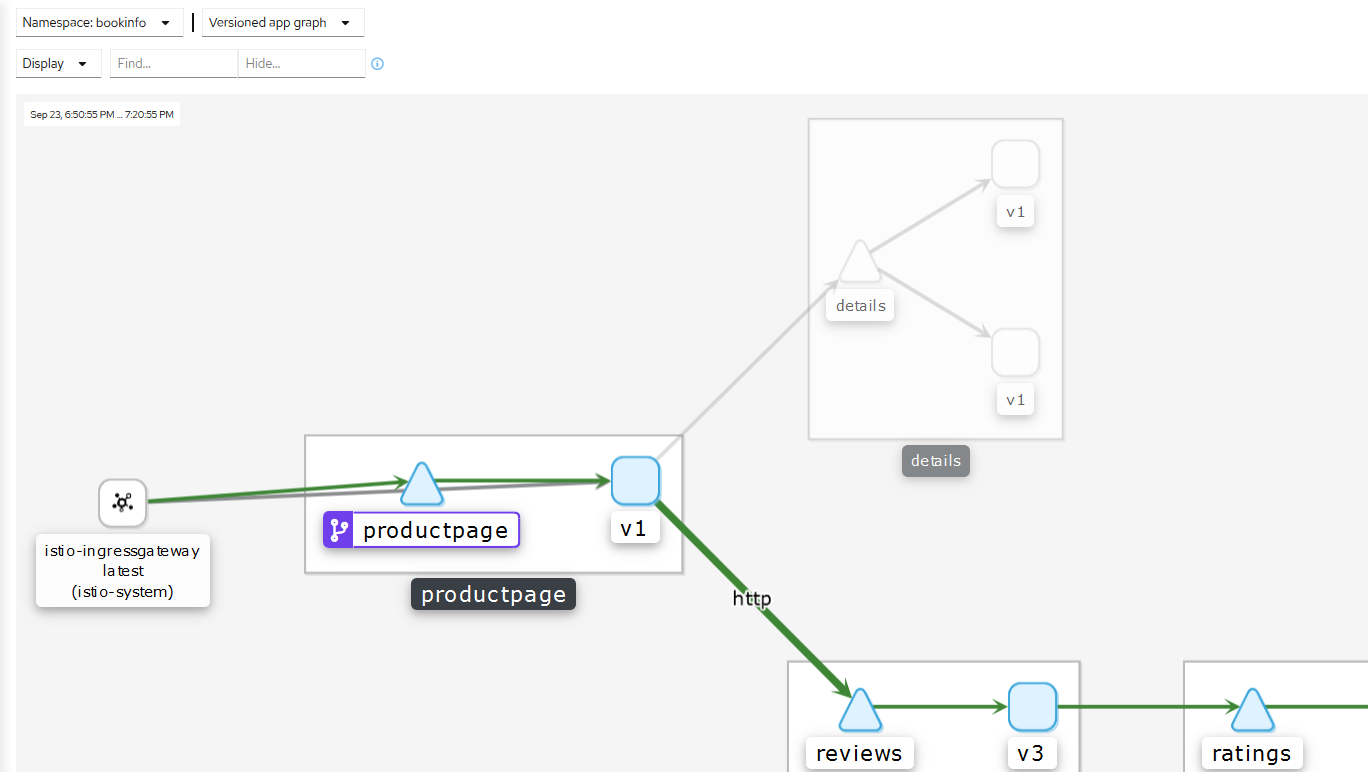 Namespace: bookinfo
Versioned app graph
Display
Find...
Hide...
Sep 23, 6:50:55 PM ... 7:20:55 PM
v1
details
v1
details
productpage
v1
istio-ingressgateway
latest
(istio-system)
productpage
http
reviews
v3
ratings